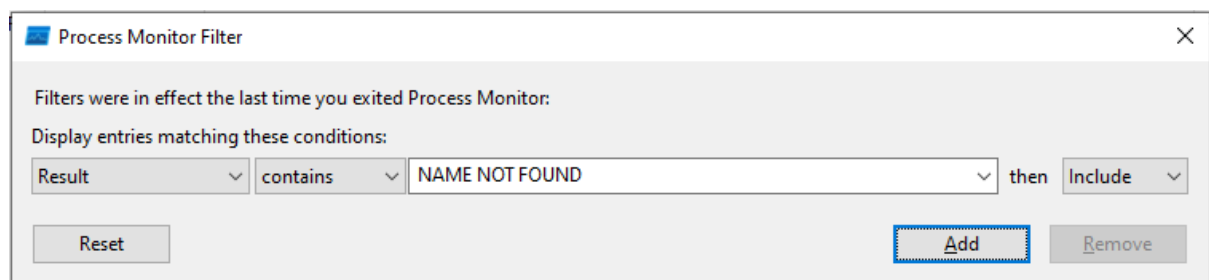 Process Monitor Filter
Filters were in effect the last time you exited Process Monitor:
Display entries matching these conditions:
Result contains NAME NOT FOUND then Include
Reset Add Remove